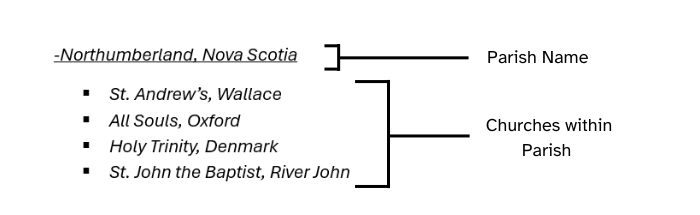 -Northumberland, Nova Scotia
Parish Name
▪ St. Andrew's, Wallace
▪ All Souls, Oxford
▪ Holy Trinity, Denmark
▪ St. John the Baptist, River John
Churches within
Parish